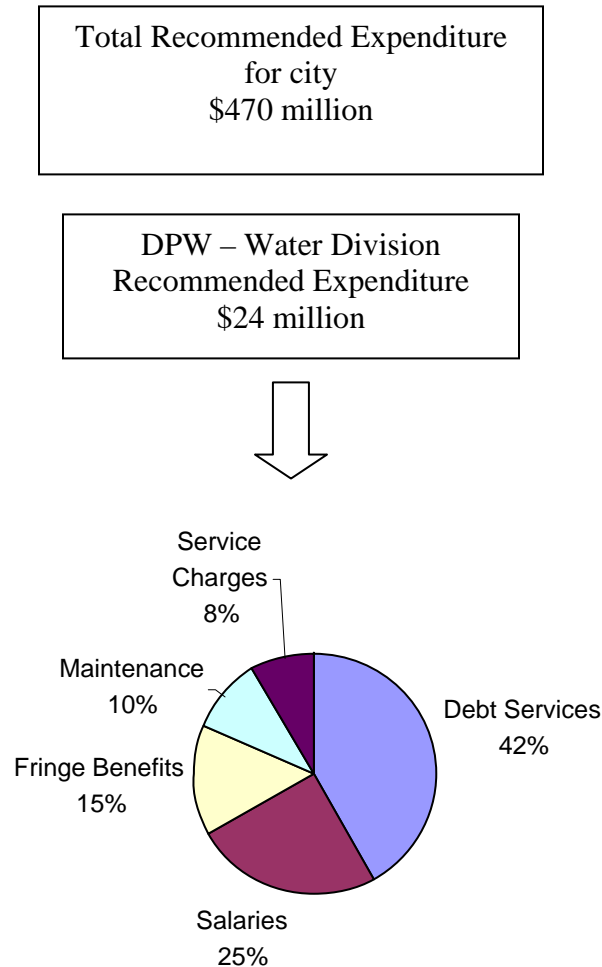 Total Recommended Expenditure
for city
$470 million
DPW – Water Division
Recommended Expenditure
$24 million
Service
Charges
8%
Maintenance
10%
Debt Services
42%
Fringe Benefits
15%
Salaries
25%